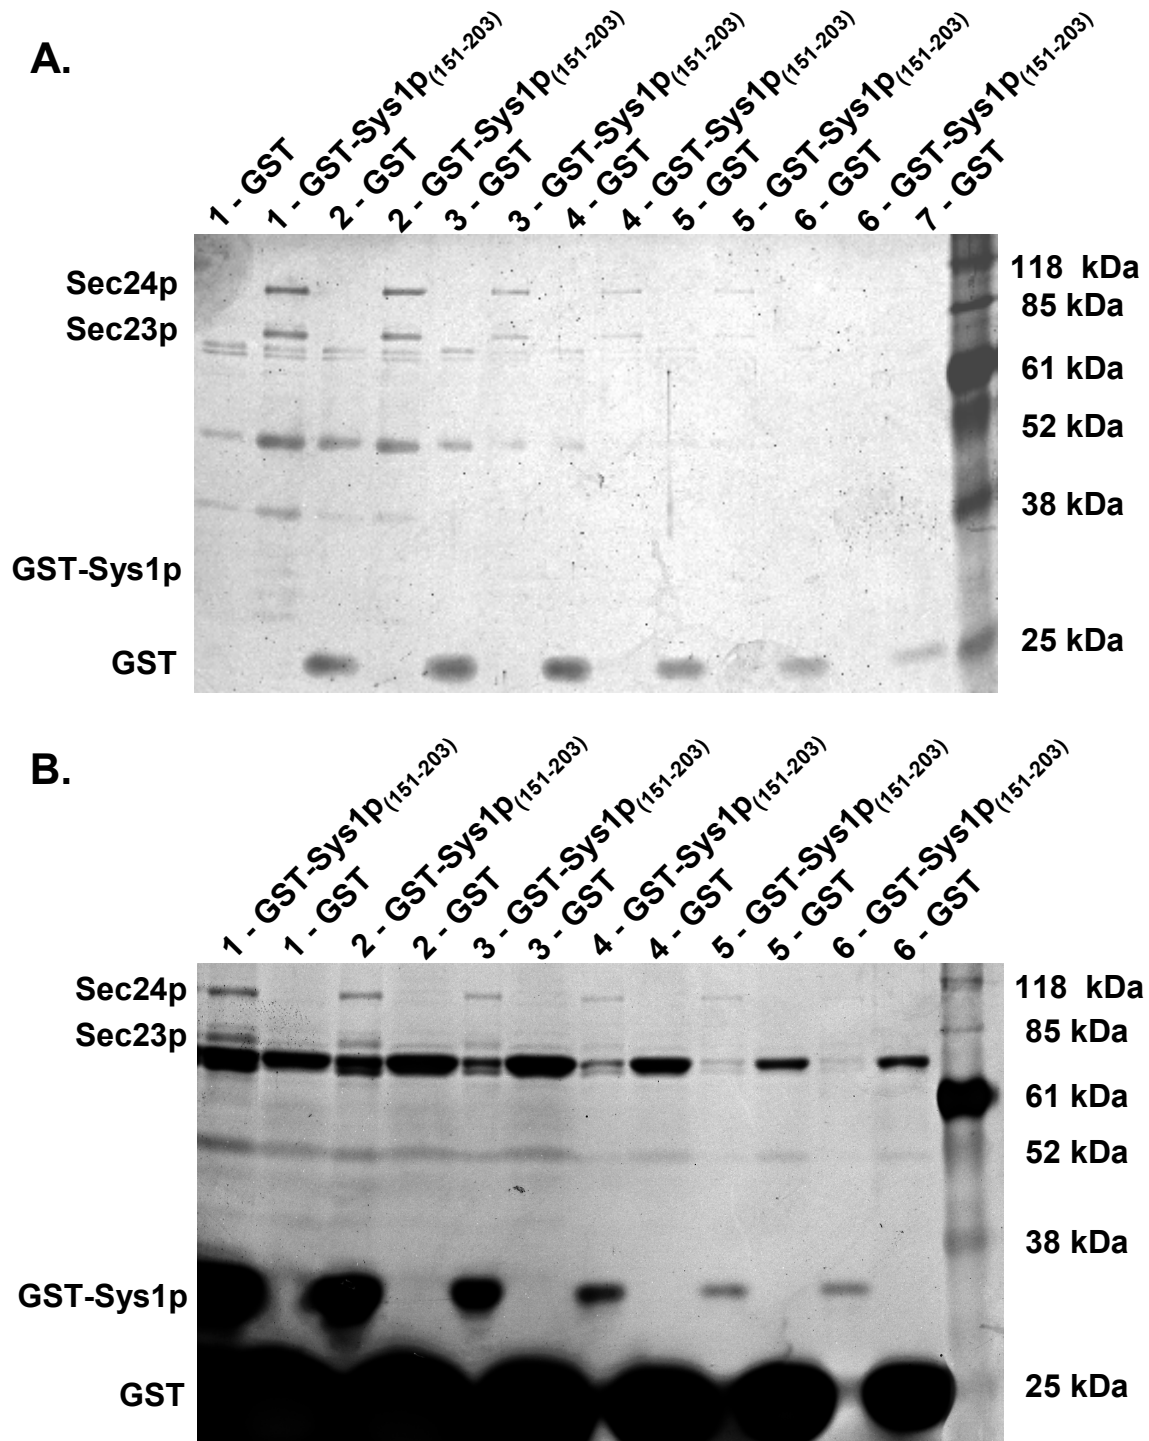 A.
1 - GST
1 - GST-Sys1p(151-203)
2 - GST
2 - GST-Sys1p(151-203)
3 - GST
3 - GST-Sys1p(151-203)
4 - GST
4 - GST-Sys1p(151-203)
5 - GST
5 - GST-Sys1p(151-203)
6 - GST
6 - GST-Sys1p(151-203)
7 - GST
Sec24p
Sec23p
GST-Sys1p
GST
118 kDa
85 kDa
61 kDa
52 kDa
38 kDa
25 kDa
B.
1 - GST-Sys1p(151-203)
1 - GST
2 - GST-Sys1p(151-203)
2 - GST
3 - GST-Sys1p(151-203)
3 - GST
4 - GST-Sys1p(151-203)
4 - GST
5 - GST-Sys1p(151-203)
5 - GST
6 - GST-Sys1p(151-203)
6 - GST
Sec24p
Sec23p
GST-Sys1p
GST
118 kDa
85 kDa
61 kDa
52 kDa
38 kDa
25 kDa